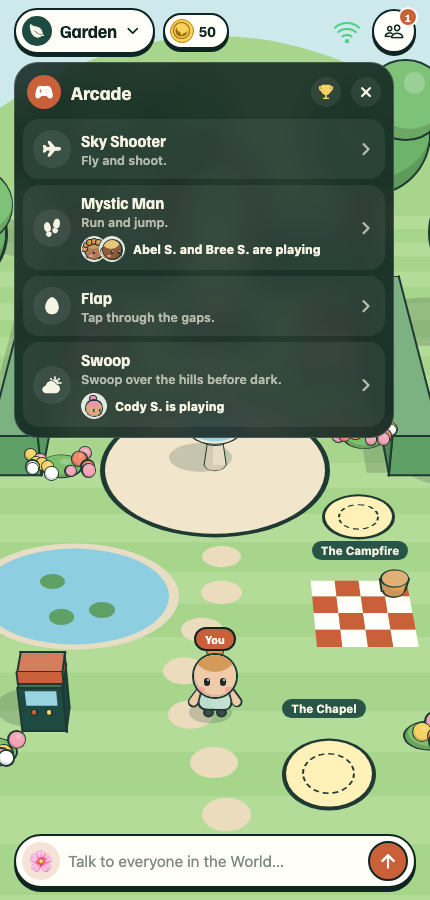 Garden
50
1
Arcade
Sky Shooter
Fly and shoot.
Mystic Man
Run and jump.
Abel S. and Bree S. are playing
Flap
Tap through the gaps.
Swoop
Swoop over the hills before dark.
Cody S. is playing
The Campfire
You
The Chapel
Talk to everyone in the World...